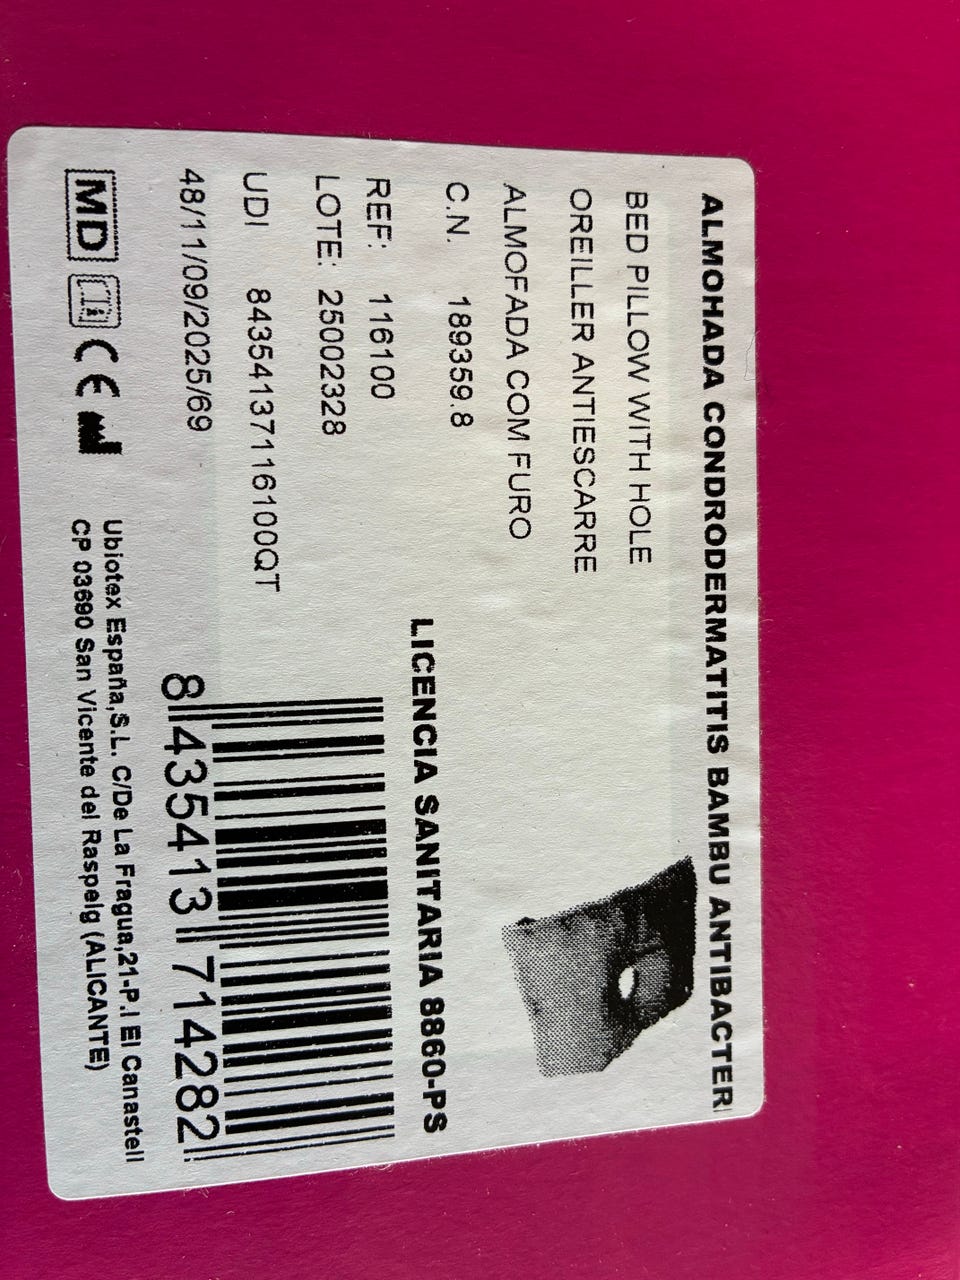 ALMOHADA CONDRODERMATITIS BAMBU ANTIBACTERI
BED PILLOW WITH HOLE
OREILLER ANTIESCARRE
ALMOFADA COM FURO
C.N. 189359.8
LICENCIA SANITARIA 8860-PS
REF: 116100
LOTE: 25002328
UDI 84354137116100QT
48/11/09/2025/69
8 435413 714282
MD CE
Ubiotex España,S.L. C/De La Fragua,21-P.I El Canastell
CP 03690 San Vicente del Raspeig (ALICANTE)